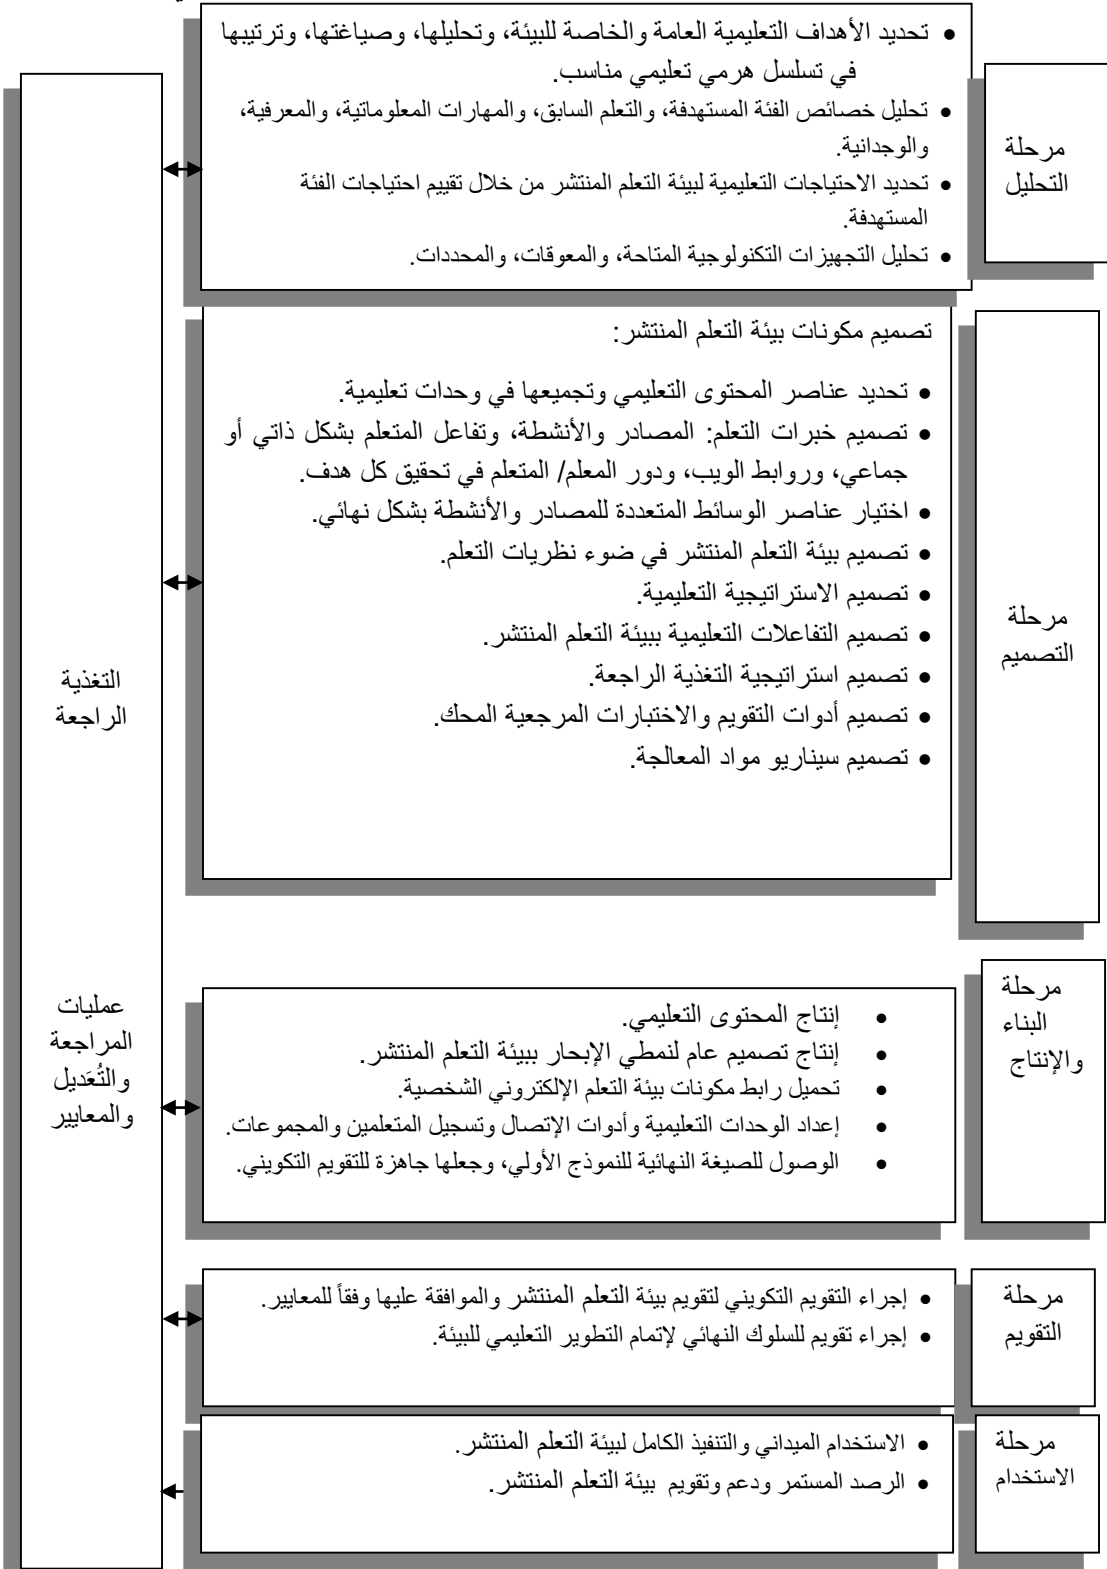 مرحلة
التحليل
• تحديد الأهداف التعليمية العامة والخاصة للبيئة، وتحليلها، وصياغتها، وترتيبها
في تسلسل هرمي تعليمي مناسب.
• تحليل خصائص الفئة المستهدفة، والتعلم السابق، والمهارات المعلوماتية، والمعرفية،
والوجدانية.
• تحديد الاحتياجات التعليمية لبيئة التعلم المنتشر من خلال تقييم احتياجات الفئة
المستهدفة.
• تحليل التجهيزات التكنولوجية المتاحة، والمعوقات، والمحددات.
مرحلة
التصميم
تصميم مكونات بيئة التعلم المنتشر:
• تحديد عناصر المحتوى التعليمي وتجميعها في وحدات تعليمية.
• تصميم خبرات التعلم: المصادر والأنشطة، وتفاعل المتعلم بشكل ذاتي أو
جماعي، وروابط الويب، ودور المعلم/ المتعلم في تحقيق كل هدف.
• اختيار عناصر الوسائط المتعددة للمصادر والأنشطة بشكل نهائي.
• تصميم بيئة التعلم المنتشر في ضوء نظريات التعلم.
• تصميم الاستراتيجية التعليمية.
• تصميم التفاعلات التعليمية ببيئة التعلم المنتشر.
• تصميم استراتيجية التغذية الراجعة.
• تصميم أدوات التقويم والاختبارات المرجعية المحك.
• تصميم سيناريو مواد المعالجة.
مرحلة
البناء
والإنتاج
• إنتاج المحتوى التعليمي.
• إنتاج تصميم عام لنمطي الإبحار ببيئة التعلم المنتشر.
• تحميل رابط مكونات بيئة التعلم الإلكتروني الشخصية.
• إعداد الوحدات التعليمية وأدوات الإتصال وتسجيل المتعلمين والمجموعات.
• الوصول للصيغة النهائية للنموذج الأولي، وجعلها جاهزة للتقويم التكويني.
مرحلة
التقويم
• إجراء التقويم التكويني لتقويم بيئة التعلم المنتشر والموافقة عليها وفقاً للمعايير.
• إجراء تقويم للسلوك النهائي لإتمام التطوير التعليمي للبيئة.
مرحلة
الاستخدام
• الاستخدام الميداني والتنفيذ الكامل لبيئة التعلم المنتشر.
• الرصد المستمر ودعم وتقويم بيئة التعلم المنتشر.
التغذية
الراجعة
عمليات
المراجعة
والتُعَديل
والمعايير